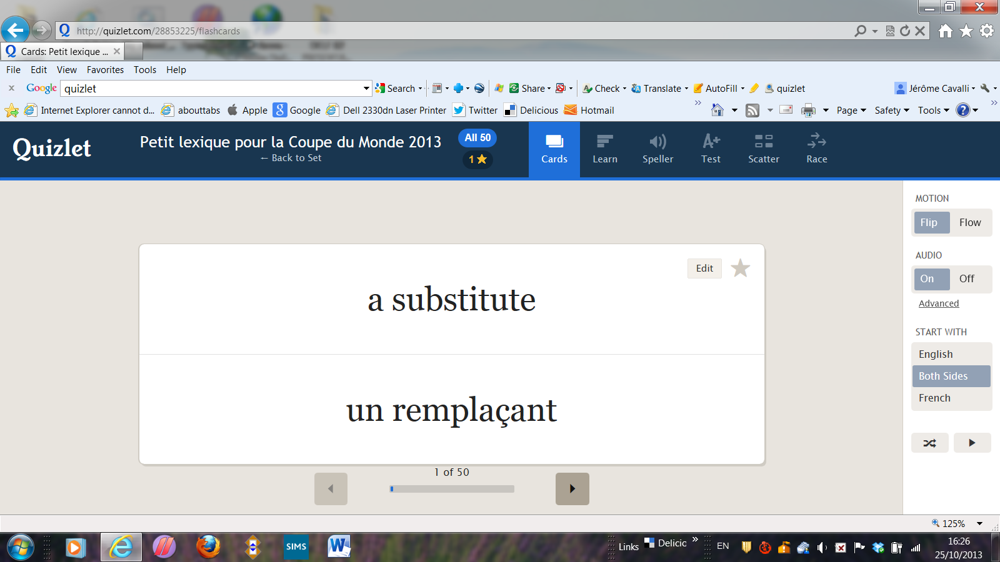 http://quizlet.com/28853225/flashcards
Cards: Petit lexique ...
File Edit View Favorites Tools Help
x Google quizlet Search Share Check Translate AutoFill quizlet Jérôme Cavalli
Internet Explorer cannot d... abouttabs Apple Google Dell 2330dn Laser Printer Twitter Delicious Hotmail » Page Safety Tools »
Quizlet
Petit lexique pour la Coupe du Monde 2013
← Back to Set
All 50
1
Cards Learn Speller Test Scatter Race
MOTION
Flip Flow
AUDIO
On Off
Advanced
START WITH
English
Both Sides
French
Edit
a substitute
un remplaçant
1 of 50
125%
SIMS
Links Delicic » EN
16:26
25/10/2013